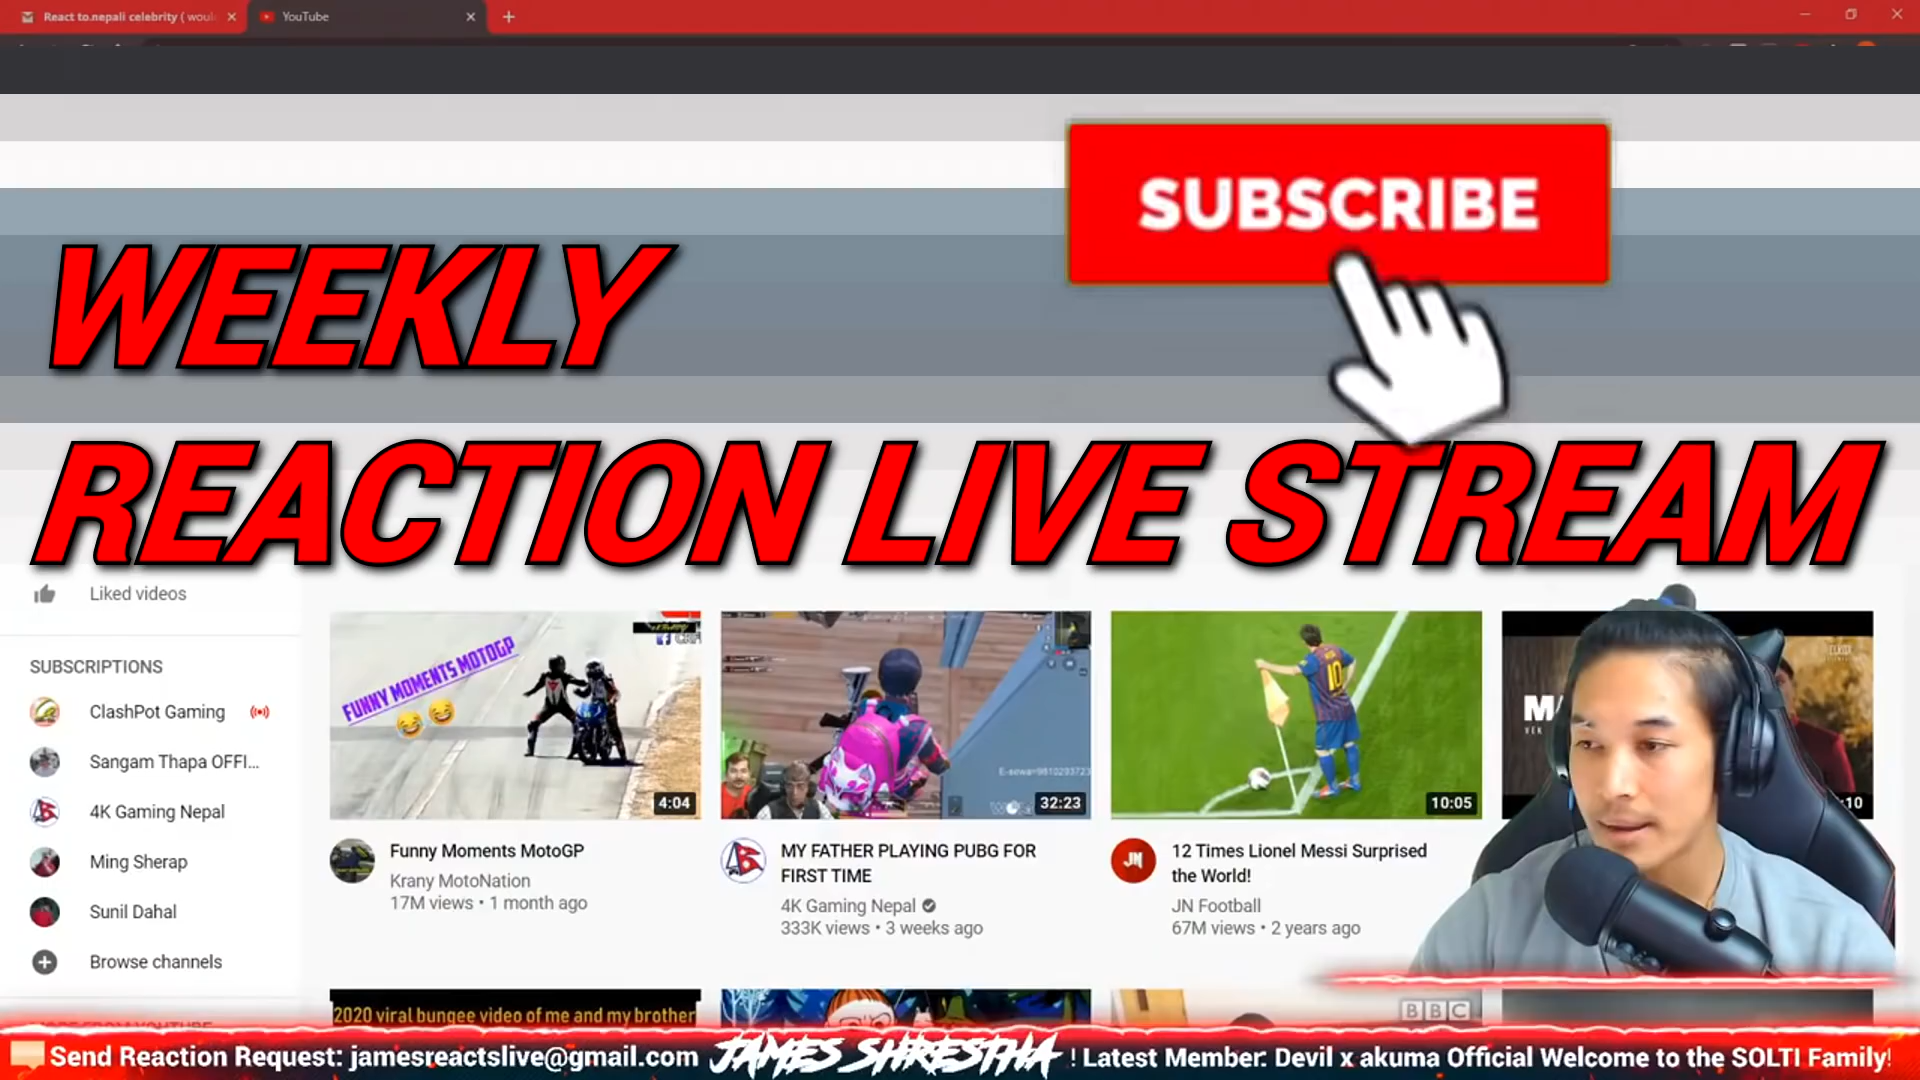 React to.nepali celebrity ( woul
YouTube
SUBSCRIBE
WEEKLY
REACTION LIVE STREAM
Liked videos
SUBSCRIPTIONS
ClashPot Gaming
Sangam Thapa OFFI...
4K Gaming Nepal
Ming Sherap
Sunil Dahal
Browse channels
FUNNY MOMENTS MOTOGP
4:04
Funny Moments MotoGP
Krany MotoNation
17M views • 1 month ago
E-sewa=9810293723
32:23
MY FATHER PLAYING PUBG FOR
FIRST TIME
4K Gaming Nepal
333K views • 3 weeks ago
10
10:05
JN
12 Times Lionel Messi Surprised
the World!
JN Football
67M views • 2 years ago
:10
2020 viral bungee video of me and my brother
BBC
Send Reaction Request: jamesreactslive@gmail.com JAMES SHRESTHA ! Latest Member: Devil x akuma Official Welcome to the SOLTI Family!